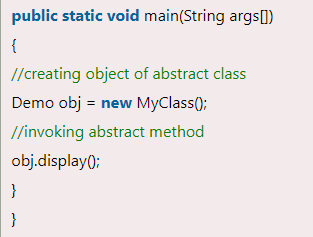 public static void main(String args[])
{
//creating object of abstract class
Demo obj = new MyClass();
//invoking abstract method
obj.display();
}
}